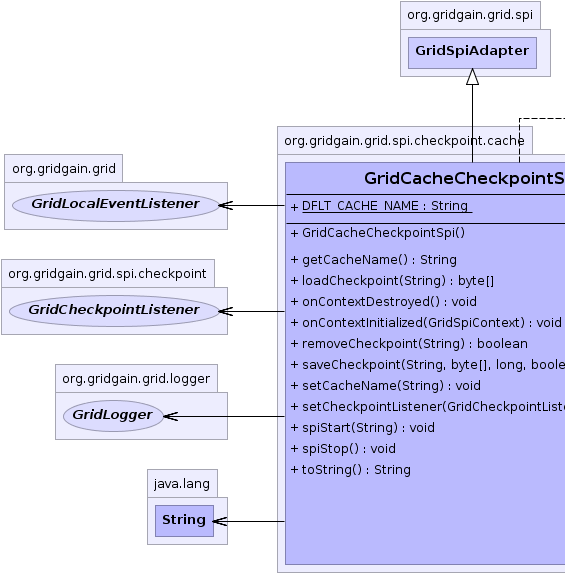 org.gridgain.grid.spi
GridSpiAdapter
org.gridgain.grid.spi.checkpoint.cache
org.gridgain.grid
GridCacheCheckpointS
GridLocalEventListener
+ DFLT_CACHE_NAME : String
+ GridCacheCheckpointSpi()
+ getCacheName() : String
org.gridgain.grid.spi.checkpoint
+ loadCheckpoint(String) : byte[]
+ onContextDestroyed() : void
GridCheckpointListener
+ onContextInitialized(GridSpiContext) : void
+ removeCheckpoint(String) : boolean
+ saveCheckpoint(String, byte[], long, boole
org.gridgain.grid.logger
+ setCacheName(String) : void
+ setCheckpointListener(GridCheckpointListe
GridLogger
+ spiStart(String) : void
+ spiStop() : void
+ toString() : String
java.lang
String